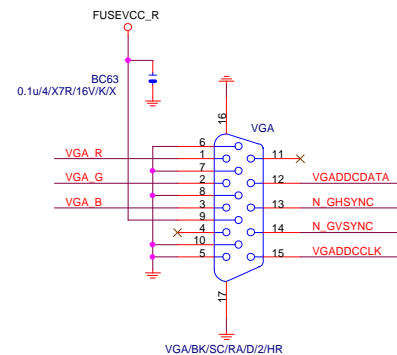 FUSEVCC_R
BC63
0.1u/4/X7R/16V/K/X
16
VGA
6
VGA_R 1 11
7
VGA_G 2 12 VGADDCDATA
8
VGA_B 3 13 N_GHSYNC
9
4 14 N_GVSYNC
10
5 15 VGADDCCLK
17
VGA/BK/SC/RA/D/2/HR